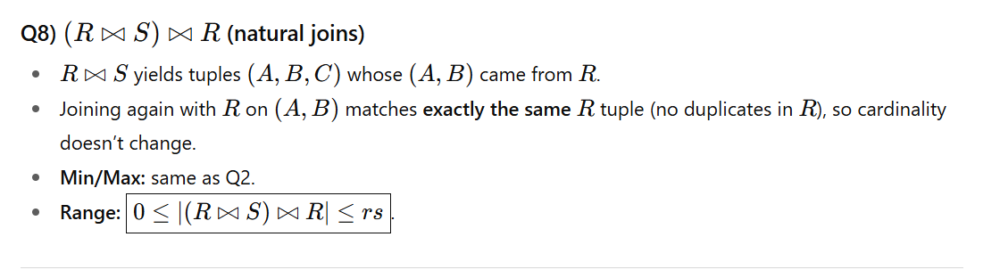 Q8) (R ⋈ S) ⋈ R (natural joins)
• R ⋈ S yields tuples (A, B, C) whose (A, B) came from R.
• Joining again with R on (A, B) matches exactly the same R tuple (no duplicates in R), so cardinality
doesn’t change.
• Min/Max: same as Q2.
• Range: 0 ≤ |(R ⋈ S) ⋈ R| ≤ rs.